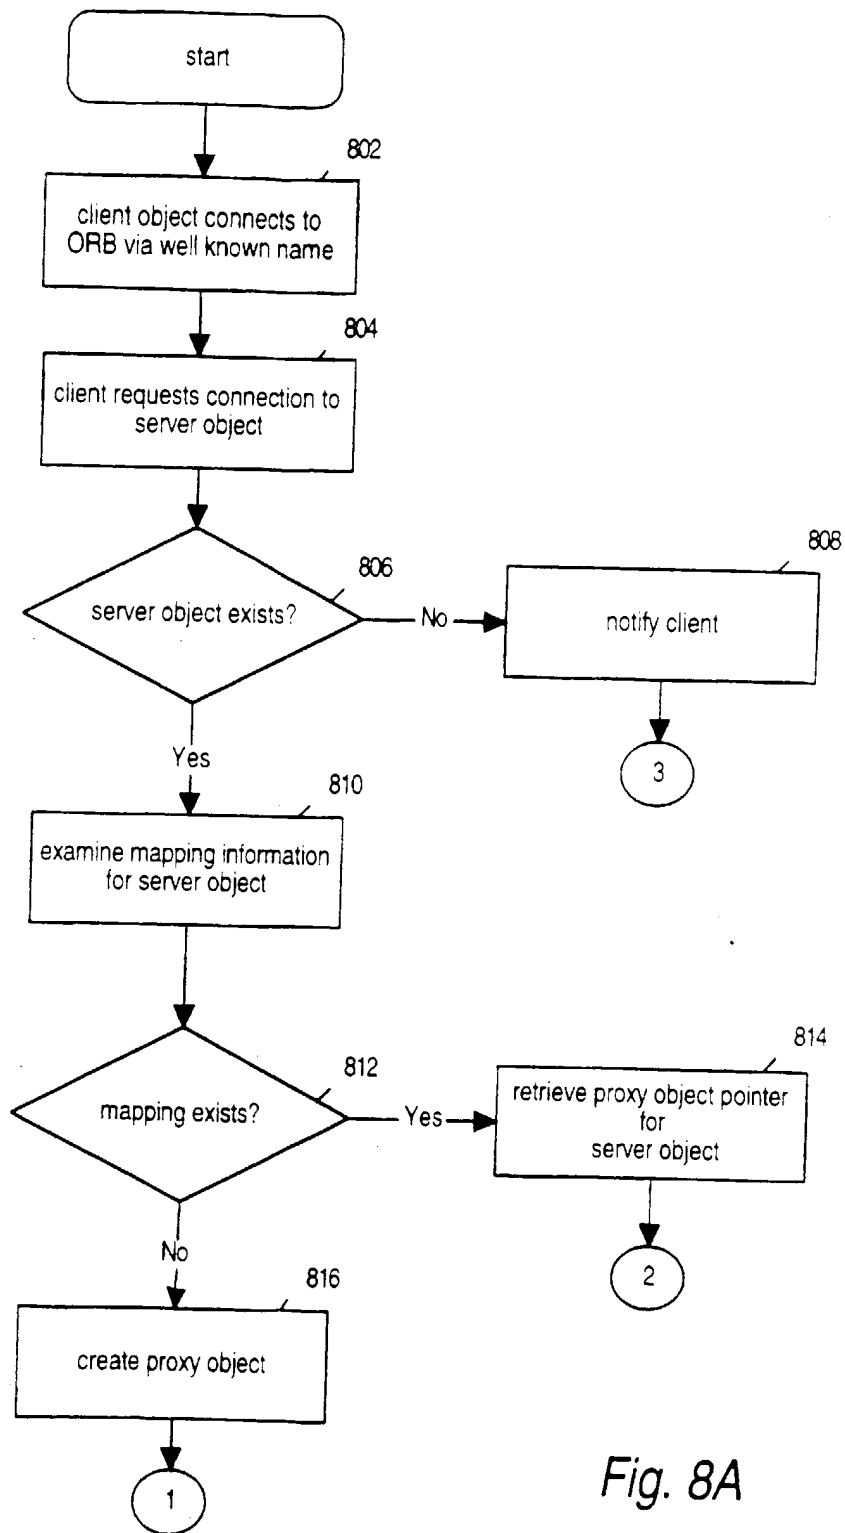 start
802
client object connects to
ORB via well known name
804
client requests connection to
server object
806
server object exists?
No
808
notify client
3
Yes
810
examine mapping information
for server object
812
mapping exists?
Yes
814
retrieve proxy object pointer
for
server object
2
No
816
create proxy object
1
Fig. 8A